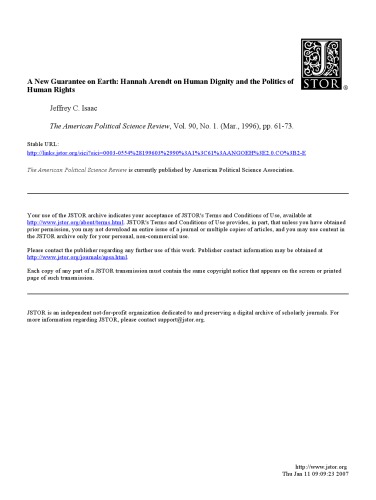 JSTOR
®
A New Guarantee on Earth: Hannah Arendt on Human Dignity and the Politics of
Human Rights
Jeffrey C. Isaac
The American Political Science Review, Vol. 90, No. 1. (Mar., 1996), pp. 61-73.
Stable URL:
http://links.jstor.org/sici?sici=0003-0554%28199603%2990%3A1%3C61%3AANGOEH%3E2.0.CO%3B2-E
The American Political Science Review is currently published by American Political Science Association.
Your use of the JSTOR archive indicates your acceptance of JSTOR's Terms and Conditions of Use, available at
http://www.jstor.org/about/terms.html. JSTOR's Terms and Conditions of Use provides, in part, that unless you have obtained
prior permission, you may not download an entire issue of a journal or multiple copies of articles, and you may use content in
the JSTOR archive only for your personal, non-commercial use.
Please contact the publisher regarding any further use of this work. Publisher contact information may be obtained at
http://www.jstor.org/journals/apsa.html.
Each copy of any part of a JSTOR transmission must contain the same copyright notice that appears on the screen or printed
page of such transmission.
JSTOR is an independent not-for-profit organization dedicated to and preserving a digital archive of scholarly journals. For
more information regarding JSTOR, please contact support@jstor.org.
http://www.jstor.org
Thu Jan 11 09:09:23 2007